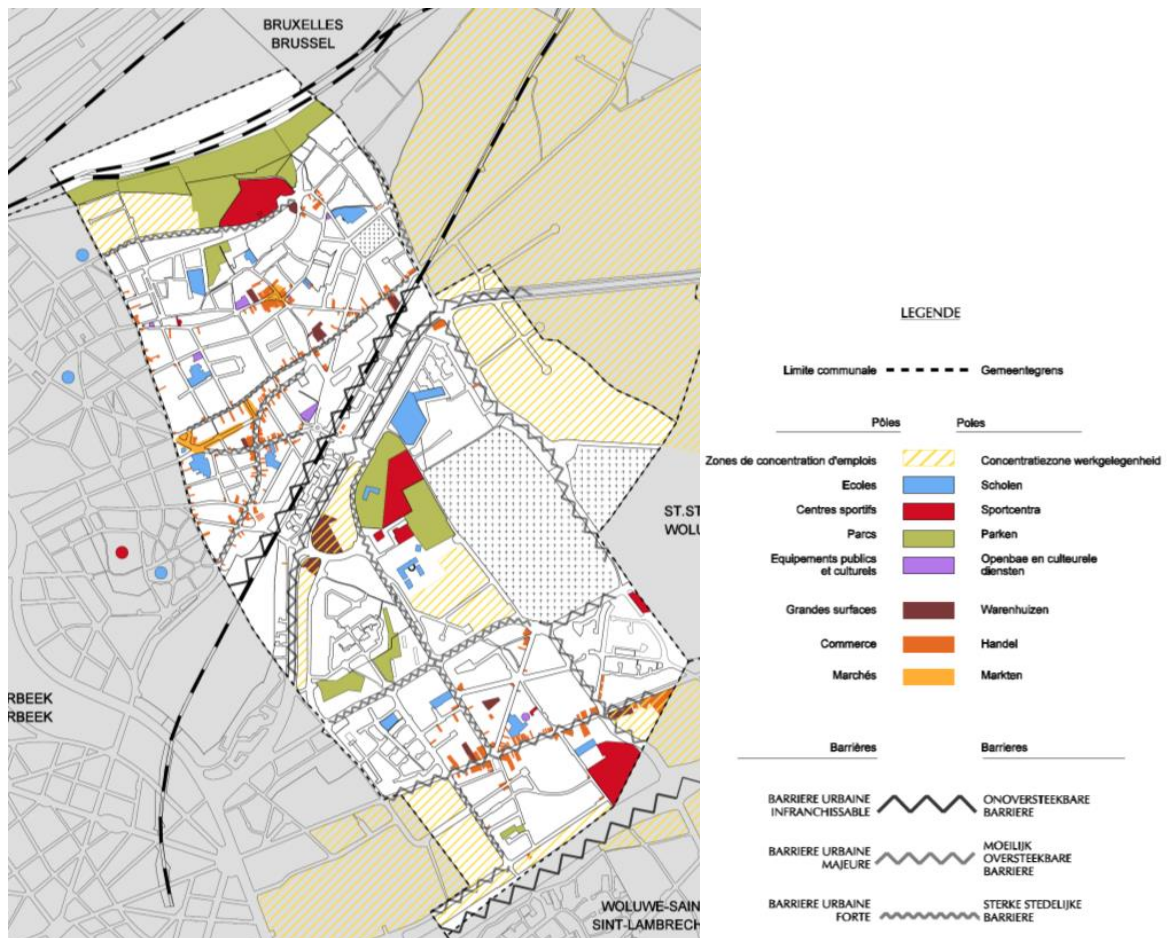 BRUXELLES
BRUSSEL
ST.ST
WOLU
RBEEK
RBEEK
WOLUWE-SAIN
SINT-LAMBRECH
LEGENDE
Limite communale Gemeentegrens
Pôles Poles
Zones de concentration d'emplois Concentratiezone werkgelegenheid
Ecoles Scholen
Centres sportifs Sportcentra
Parcs Parken
Equipements publics et culturels Openbae en culteurele diensten
Grandes surfaces Warenhuizen
Commerce Handel
Marchés Markten
Barrières Barrieres
BARRIERE URBAINE INFRANCHISSABLE ONOVERSTEEKBARE BARRIERE
BARRIERE URBAINE MAJEURE MOEILIJK OVERSTEEKBARE BARRIERE
BARRIERE URBAINE FORTE STERKE STEDELIJKE BARRIERE